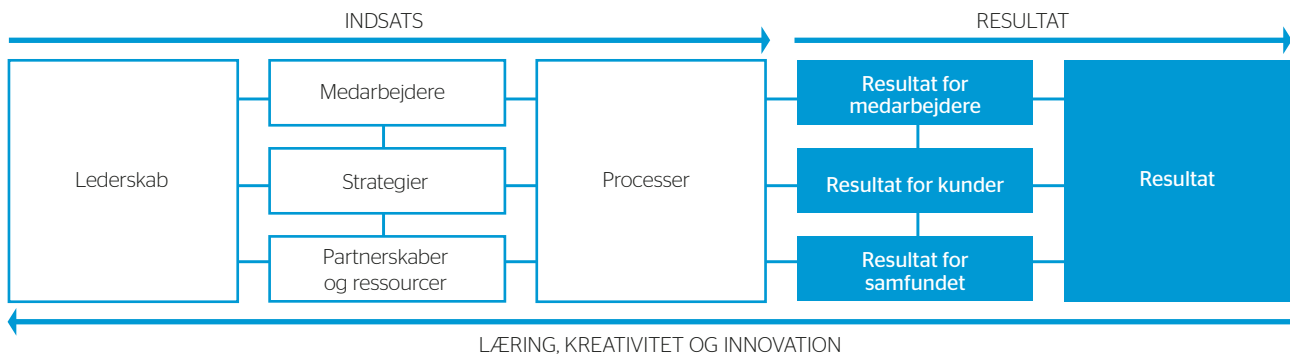 INDSATS
RESULTAT
Lederskab
Medarbejdere
Strategier
Partnerskaber
og ressourcer
Processer
Resultat for
medarbejdere
Resultat for kunder
Resultat for
samfundet
Resultat
LÆRING, KREATIVITET OG INNOVATION